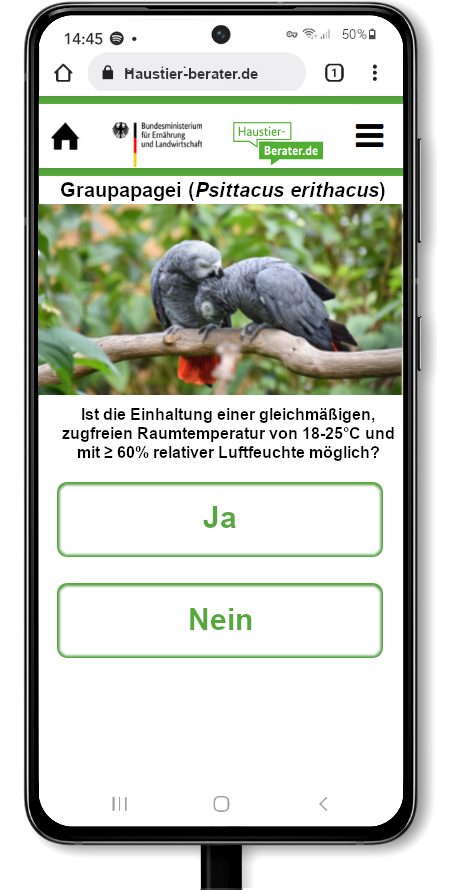 14:45
50%
Haustier-berater.de
1
Bundesministerium
für Ernährung
und Landwirtschaft
Haustier-
Berater.de
Graupapagei (Psittacus erithacus)
Ist die Einhaltung einer gleichmäßigen,
zugfreien Raumtemperatur von 18-25°C und
mit ≥ 60% relativer Luftfeuchte möglich?
Ja
Nein